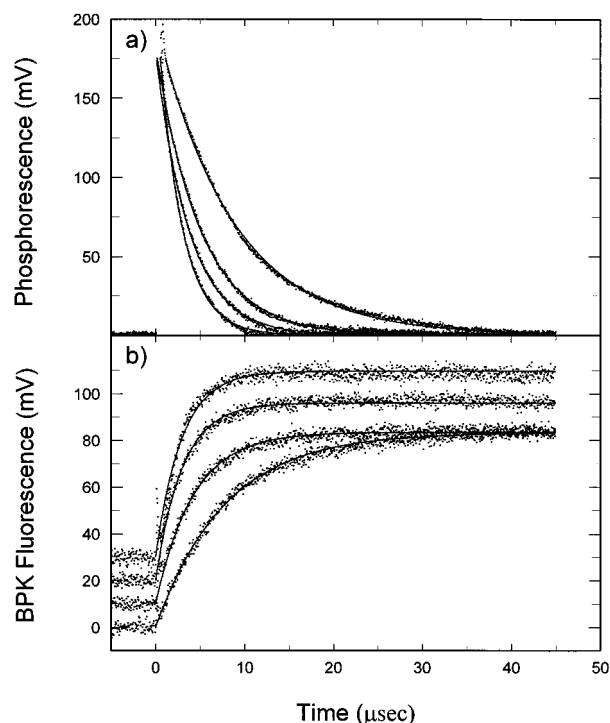 a)
200
150
100
50
Phosphorescence (mV)
b)
100
80
60
40
20
0
BPK Fluorescence (mV)
0 10 20 30 40 50
Time (μsec)